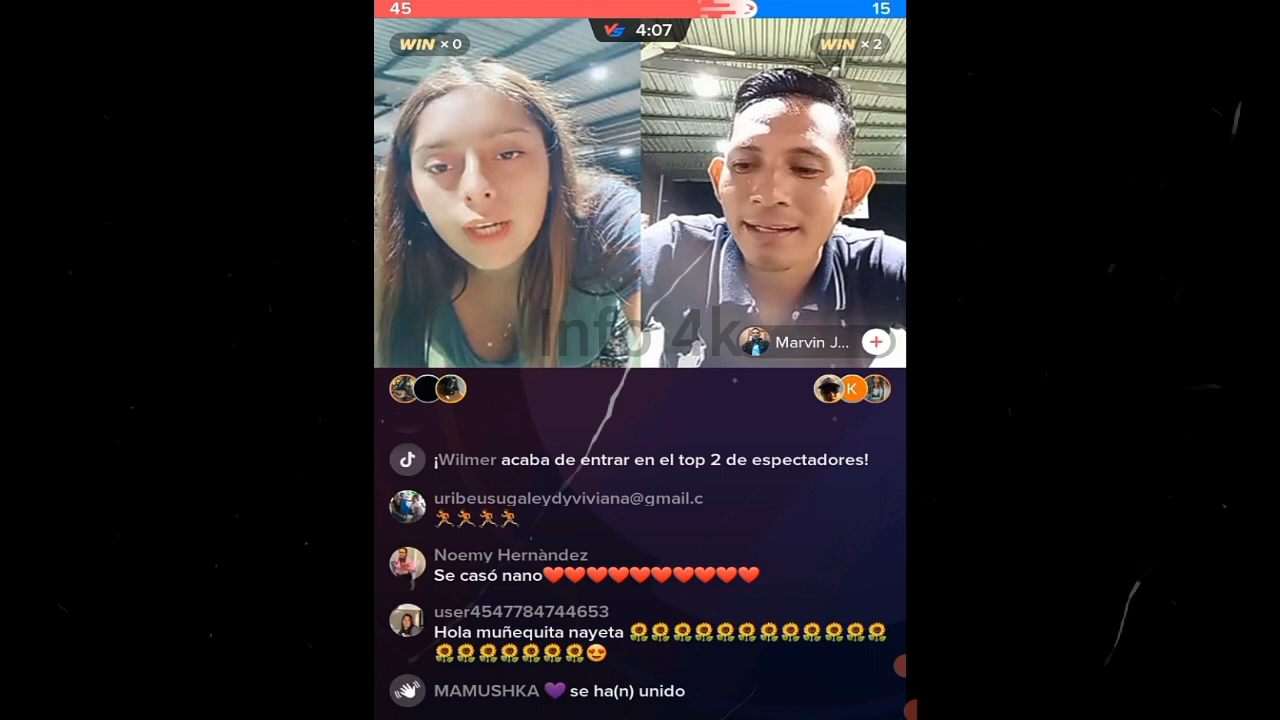 45
15
VS 4:07
WIN × 0
WIN × 2
Info 4k
Marvin J...
K
¡Wilmer acaba de entrar en el top 2 de espectadores!
uribeusugaleydyviviana@gmail.c
🏃🏃🏃🏃
Noemy Hernàndez
Se casó nano❤️❤️❤️❤️❤️❤️❤️❤️❤️❤️
user4547784744653
Hola muñequita nayeta 🌻🌻🌻🌻🌻🌻🌻🌻🌻🌻🌻🌻
🌻🌻🌻🌻🌻🌻🌻😍
MAMUSHKA 💜 se ha(n) unido